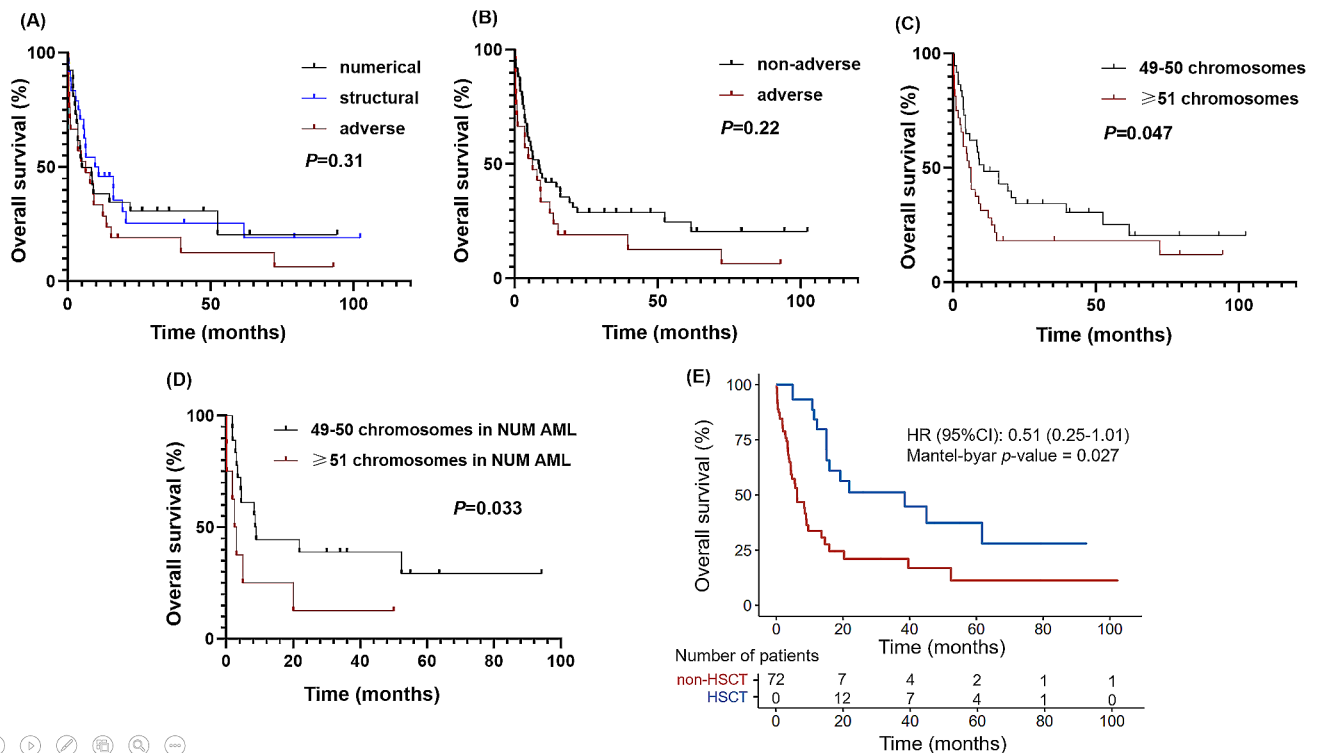 (A)
numerical
structural
adverse
P=0.31
100
50
0
0 50 100
Overall survival (%)
Time (months)
(B)
non-adverse
adverse
P=0.22
100
50
0
0 50 100
Overall survival (%)
Time (months)
(C)
49-50 chromosomes
⩾51 chromosomes
P=0.047
100
50
0
0 50 100
Overall survival (%)
Time (months)
(D)
49-50 chromosomes in NUM AML
⩾51 chromosomes in NUM AML
P=0.033
100
50
0
0 20 40 60 80 100
Overall survival (%)
Time (months)
(E)
HR (95%CI): 0.51 (0.25-1.01)
Mantel-byar p-value = 0.027
100
75
50
25
0
0 20 40 60 80 100
Overall survival (%)
Time (months)
Number of patients
non-HSCT 72 7 4 2 1 1
HSCT 0 12 7 4 1 0
0 20 40 60 80 100
Time (months)